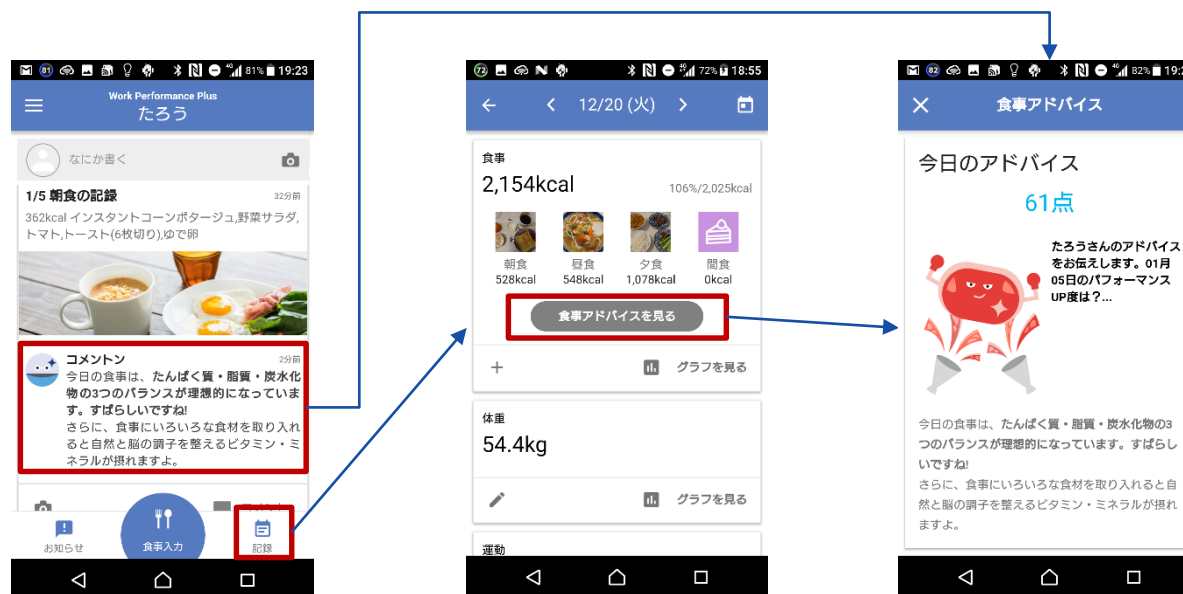 81% 19:23
Work Performance Plus
たろう
なにか書く
1/5 朝食の記録 32分前
362kcal インスタントコーンポタージュ,野菜サラダ,
トマト,トースト(6枚切り),ゆで卵
コメントン 2分前
今日の食事は、たんぱく質・脂質・炭水化
物の3つのバランスが理想的になっていま
す。すばらしいですね!
さらに、食事にいろいろな食材を取り入れ
ると自然と脳の調子を整えるビタミン・ミ
ネラルが摂れますよ。
お知らせ
食事入力
記録
72% 18:55
12/20 (火)
食事
2,154kcal 106%/2,025kcal
朝食 昼食 夕食 間食
528kcal 548kcal 1,078kcal 0kcal
食事アドバイスを見る
グラフを見る
体重
54.4kg
グラフを見る
運動
82%
食事アドバイス
今日のアドバイス
61点
たろうさんのアドバイス
をお伝えします。01月
05日のパフォーマンス
UP度は？...
今日の食事は、たんぱく質・脂質・炭水化物の3
つのバランスが理想的になっています。すばらし
いですね!
さらに、食事にいろいろな食材を取り入れると自
然と脳の調子を整えるビタミン・ミネラルが摂れ
ますよ。